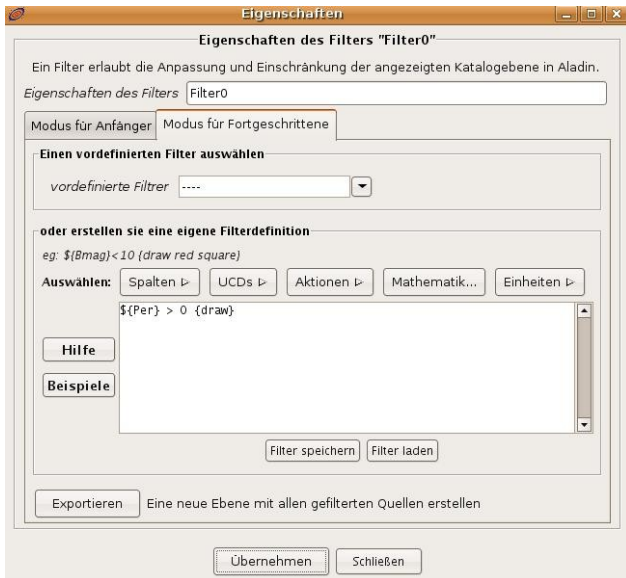 Eigenschaften
Eigenschaften des Filters "Filter0"
Ein Filter erlaubt die Anpassung und Einschränkung der angezeigten Katalogebene in Aladin.
Eigenschaften des Filters Filter0
Modus für Anfänger Modus für Fortgeschrittene
Einen vordefinierten Filter auswählen
vordefinierte Filtrer ----
oder erstellen sie eine eigene Filterdefinition
eg: ${Bmag}<10 {draw red square}
Auswählen: Spalten ▷ UCDs ▷ Aktionen ▷ Mathematik... Einheiten ▷
${Per} > 0 {draw}
Hilfe
Beispiele
Filter speichern Filter laden
Exportieren Eine neue Ebene mit allen gefilterten Quellen erstellen
Übernehmen Schließen